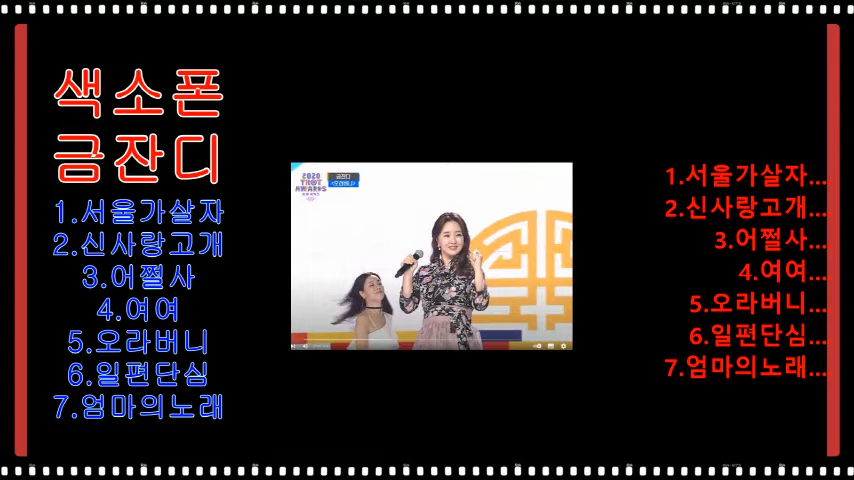 색소폰
금잔디
1.서울가살자
2.신사랑고개
3.어쩔사
4.여여
5.오라버니
6.일편단심
7.엄마의노래
2020
TROT
AWARDS
금잔디
1.서울가살자....
2.신사랑고개....
3.어쩔사....
4.여여....
5.오라버니....
6.일편단심....
7.엄마의노래....